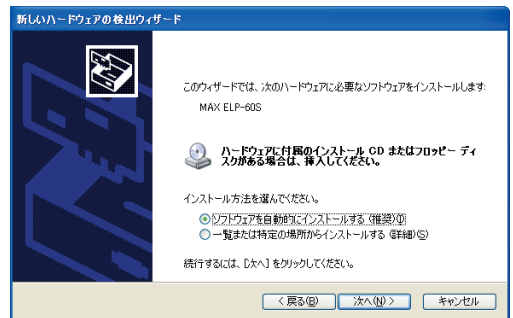 新しいハードウェアの検出ウィザード
このウィザードでは、次のハードウェアに必要なソフトウェアをインストールします:
MAX ELP-60S
ハードウェアに付属のインストール CD またはフロッピー ディ
スクがある場合は、挿入してください。
インストール方法を選んでください。
ソフトウェアを自動的にインストールする (推奨)(I)
一覧または特定の場所からインストールする (詳細)(S)
続行するには、[次へ] をクリックしてください。
< 戻る(B)
次へ(N) >
キャンセル